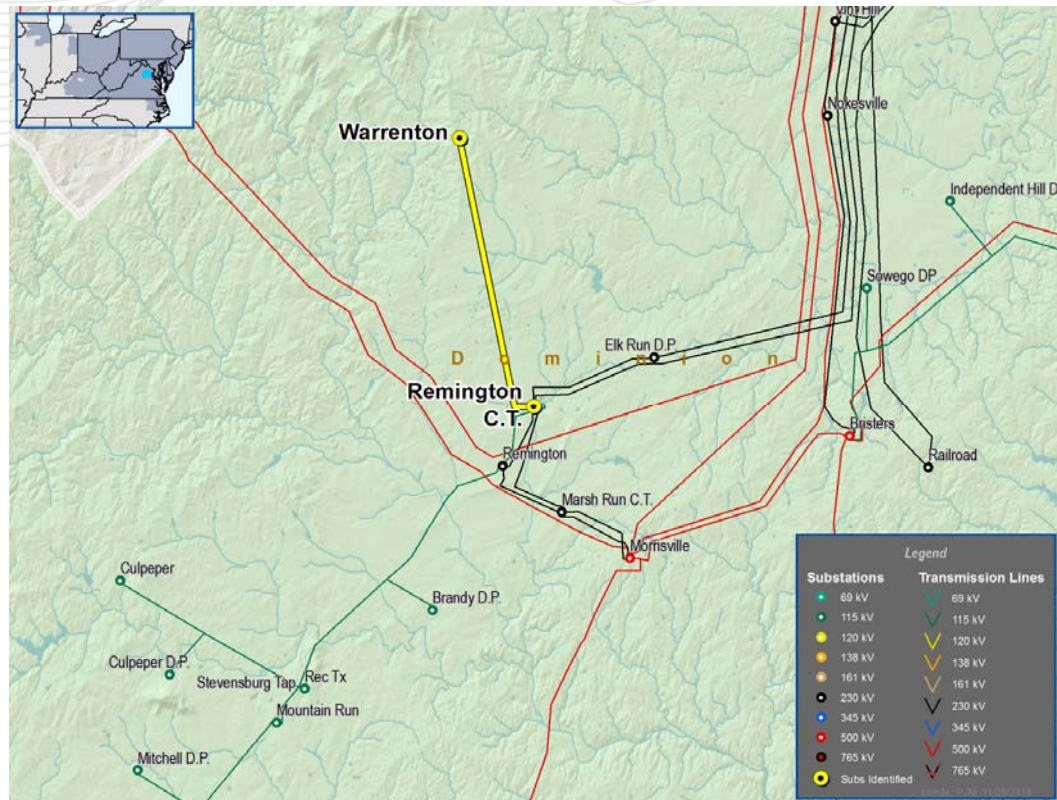 Vint Hill
Nokesville
Warrenton
Independent Hill D
Sowego DP
Elk Run D.P.
Dominion
Remington
C.T.
Bristers
Remington
Railroad
Marsh Run C.T.
Morrisville
Culpeper
Brandy D.P.
Culpeper D.P.
Stevensburg Tap
Rec Tx
Mountain Run
Mitchell D.P.
Legend
Substations
69 kV
115 kV
120 kV
138 kV
161 kV
230 kV
345 kV
500 kV
765 kV
Subs Identified
Transmission Lines
69 kV
115 kV
120 kV
138 kV
161 kV
230 kV
345 kV
500 kV
765 kV